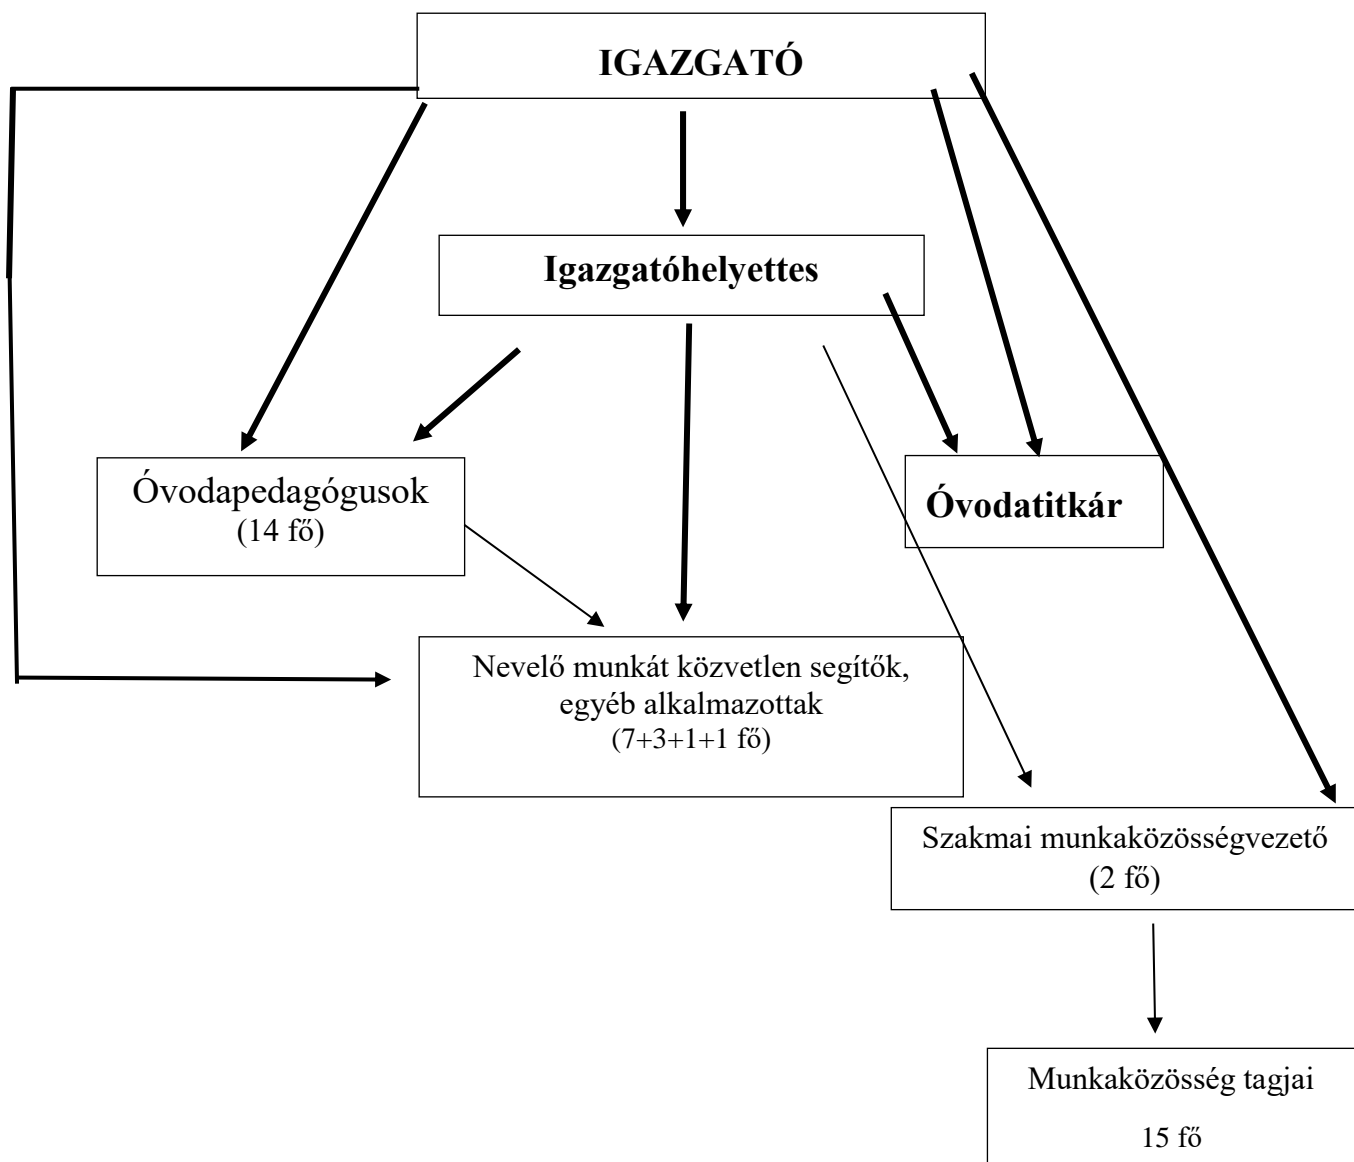 IGAZGATÓ
Igazgatóhelyettes
Óvodapedagógusok
(14 fő)
Óvodatitkár
Nevelő munkát közvetlen segítők,
egyéb alkalmazottak
(7+3+1+1 fő)
Szakmai munkaközösségvezető
(2 fő)
Munkaközösség tagjai
15 fő